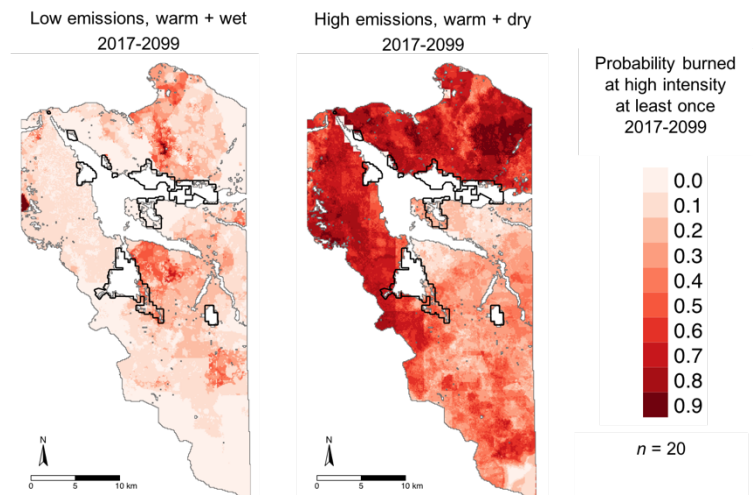 Low emissions, warm + wet
2017-2099
High emissions, warm + dry
2017-2099
Probability burned
at high intensity
at least once
2017-2099
0.0
0.1
0.2
0.3
0.4
0.5
0.6
0.7
0.8
0.9
n = 20
N
0 5 10 km
N
0 5 10 km